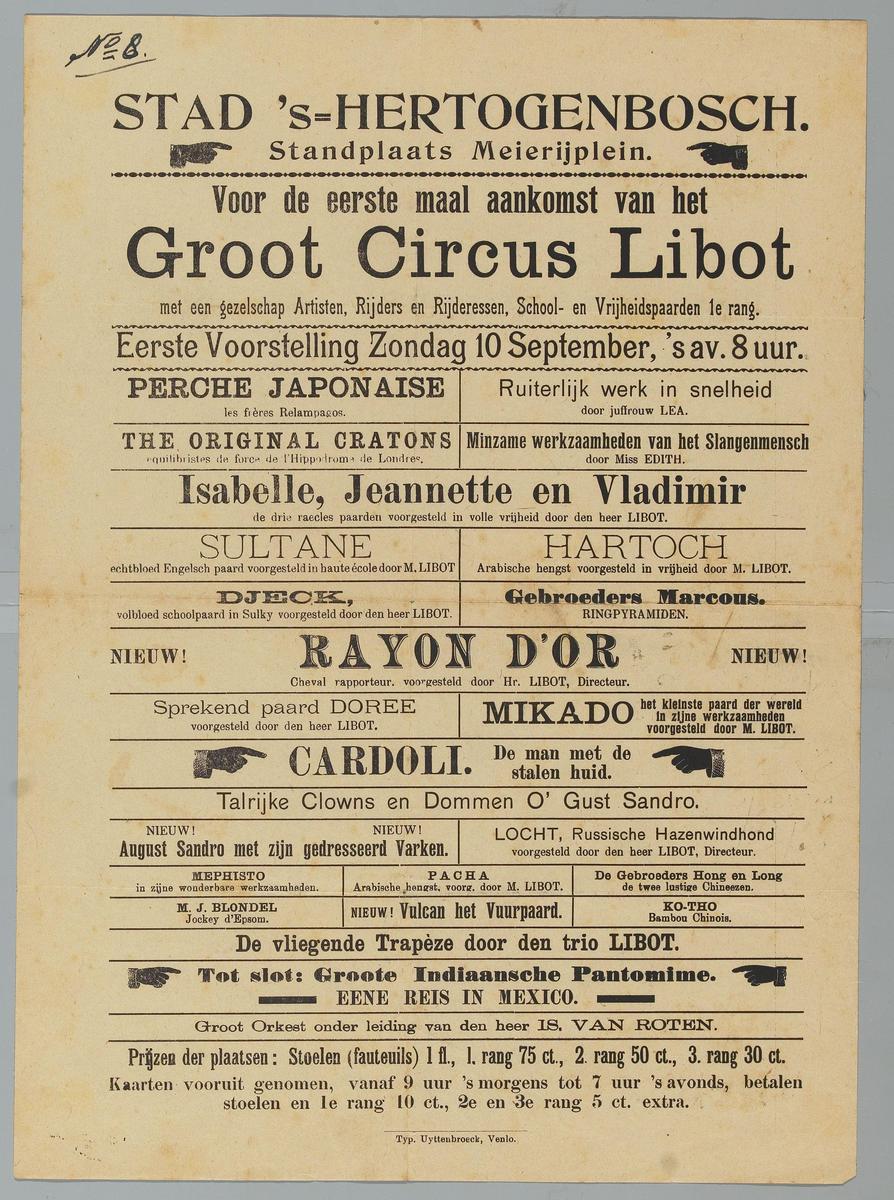 No 8.
STAD 's=HERTOGENBOSCH.
Standplaats Meierijplein.
Voor de eerste maal aankomst van het
Groot Circus Libot
met een gezelschap Artisten, Rijders en Rijderessen, School- en Vrijheidspaarden 1e rang.
Eerste Voorstelling Zondag 10 September, 's av. 8 uur.
PERCHE JAPONAISE
les frères Relampagos.
Ruiterlijk werk in snelheid
door juffrouw LEA.
THE ORIGINAL CRATONS
equilibristes de force de l'Hippodrome de Londres.
Minzame werkzaamheden van het Slangenmensch
door Miss EDITH.
Isabelle, Jeannette en Vladimir
de drie raecles paarden voorgesteld in volle vrijheid door den heer LIBOT.
SULTANE
echtbloed Engelsch paard voorgesteld in haute école door M. LIBOT
HARTOCH
Arabische hengst voorgesteld in vrijheid door M. LIBOT.
DJECK,
volbloed schoolpaard in Sulky voorgesteld door den heer LIBOT.
Gebroeders Marcous.
RINGPYRAMIDEN.
NIEUW! RAYON D'OR NIEUW!
Cheval rapporteur. voorgesteld door Hr. LIBOT, Directeur.
Sprekend paard DOREE
voorgesteld door den heer LIBOT.
MIKADO het kleinste paard der wereld
in zijne werkzaamheden
voorgesteld door M. LIBOT.
CARDOLI. De man met de
stalen huid.
Talrijke Clowns en Dommen O' Gust Sandro.
NIEUW! NIEUW!
August Sandro met zijn gedresseerd Varken.
LOCHT, Russische Hazenwindhond
voorgesteld door den heer LIBOT, Directeur.
MEPHISTO
in zijne wonderbare werkzaamheden.
PACHA
Arabische hengst, voorg. door M. LIBOT.
De Gebroeders Hong en Long
de twee lustige Chineezen.
M. J. BLONDEL
Jockey d'Epsom.
NIEUW! Vulcan het Vuurpaard.
KO-THO
Bambou Chinois.
De vliegende Trapèze door den trio LIBOT.
Tot slot: Groote Indiaansche Pantomime.
EENE REIS IN MEXICO.
Groot Orkest onder leiding van den heer IS. VAN ROTEN.
Prijzen der plaatsen: Stoelen (fauteuils) 1 fl., 1. rang 75 ct., 2. rang 50 ct., 3. rang 30 ct.
Kaarten vooruit genomen, vanaf 9 uur 's morgens tot 7 uur 's avonds, betalen
stoelen en 1e rang 10 ct., 2e en 3e rang 5 ct. extra.
Typ. Uyttenbroeck, Venlo.